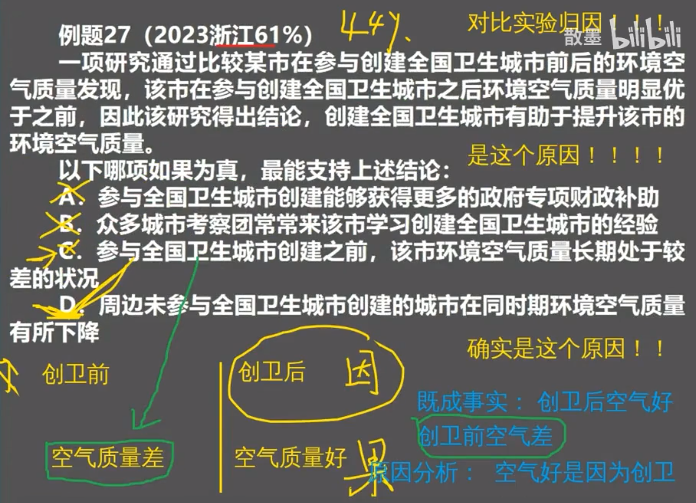 例题27（2023浙江61%）
44%
对比实验归因！！！
散墨 bilibili
一项研究通过比较某市在参与创建全国卫生城市前后的环境空
气质量发现，该市在参与创建全国卫生城市之后环境空气质量明显优
于之前，因此该研究得出结论，创建全国卫生城市有助于提升该市的
环境空气质量。
是这个原因！！！！
以下哪项如果为真，最能支持上述结论：
A．参与全国卫生城市创建能够获得更多的政府专项财政补助
B．众多城市考察团常常来该市学习创建全国卫生城市的经验
C．参与全国卫生城市创建之前，该市环境空气质量长期处于较
差的状况
D．周边未参与全国卫生城市创建的城市在同时期环境空气质量
有所下降
确实是这个原因！！
创卫前
创卫后
因
既成事实：创卫后空气好
创卫前空气差
空气质量差
空气质量好
果
原因分析：空气好是因为创卫